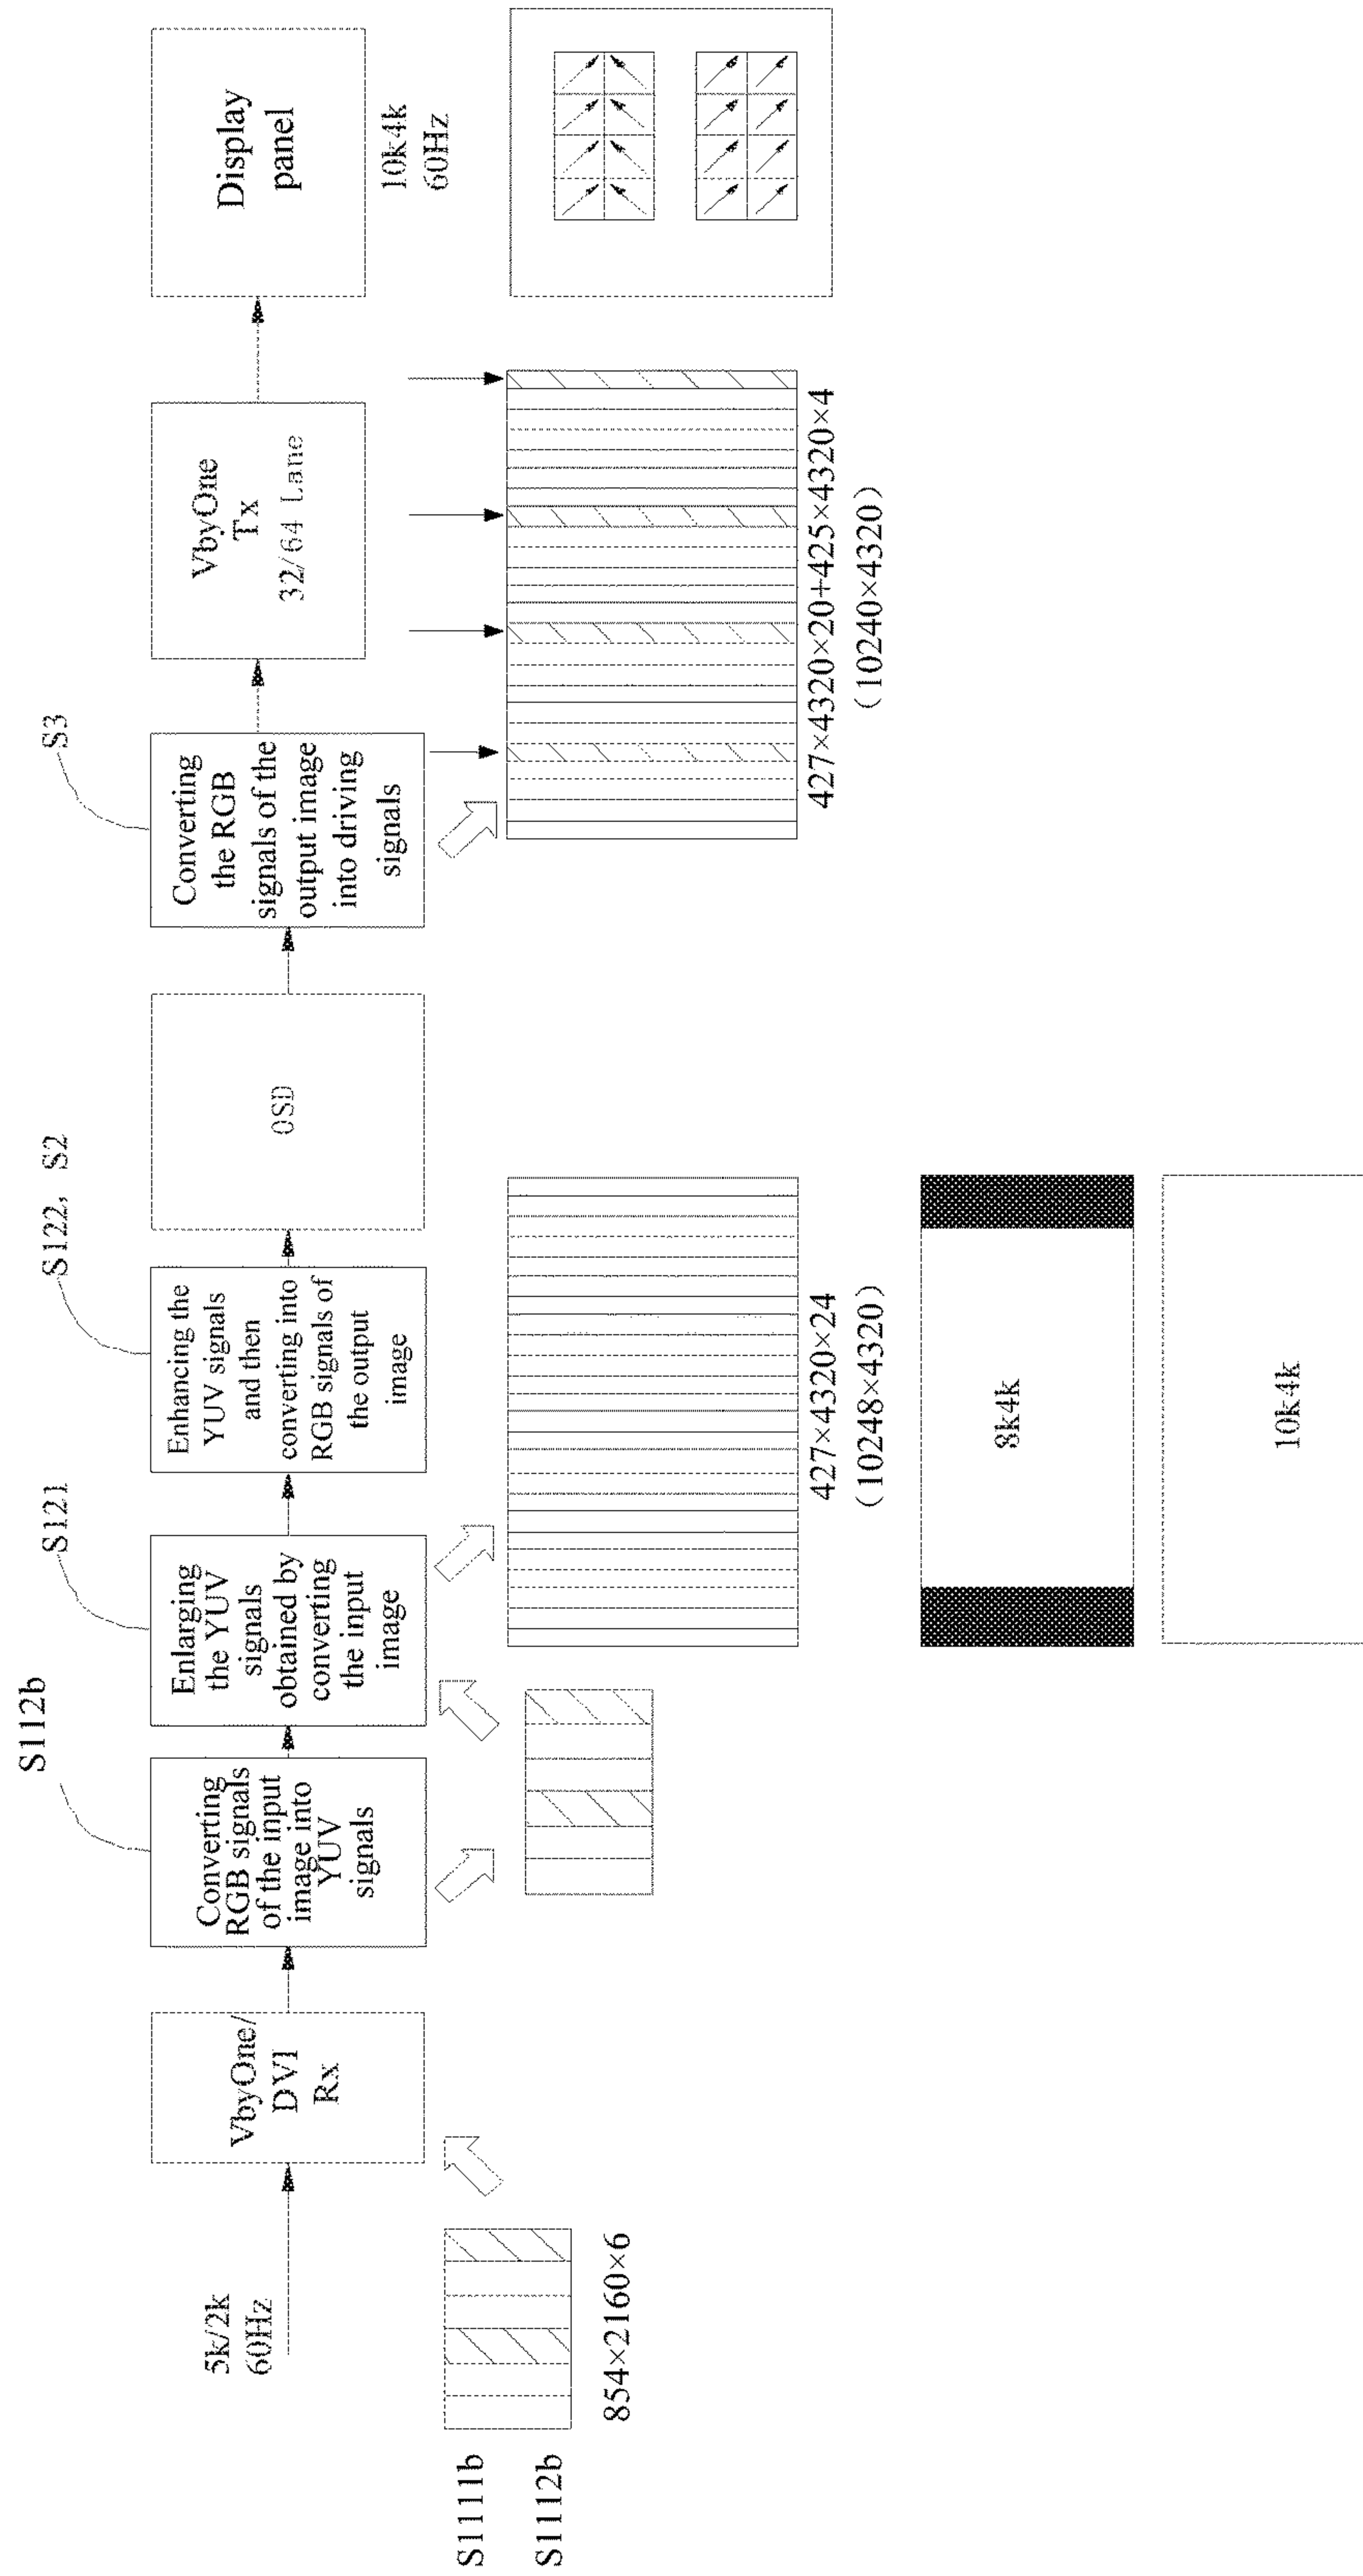 S112b
S121
S122, S2
S3
5k/2k
60Hz
VbyOne/
DVI
Rx
Converting
RGB signals
of the input
image into
YUV
signals
Enlarging
the YUV
signals
obtained by
converting
the input
image
Enhancing the
YUV signals
and then
converting into
RGB signals of
the output
image
OSD
Converting
the RGB
signals of the
output image
into driving
signals
VbyOne
Tx
32/64 Lane
Display
panel
10k4k
60Hz
S1111b
S1112b
854×2160×6
427×4320×24
(10248×4320)
427×4320×20+425×4320×4
(10240×4320)
8k4k
10k4k